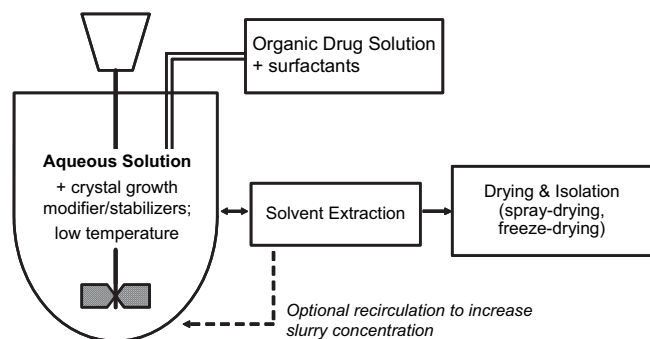 Organic Drug Solution
+ surfactants
Aqueous Solution
+ crystal growth
modifier/stabilizers;
low temperature
Solvent Extraction
Drying & Isolation
(spray-drying,
freeze-drying)
Optional recirculation to increase
slurry concentration